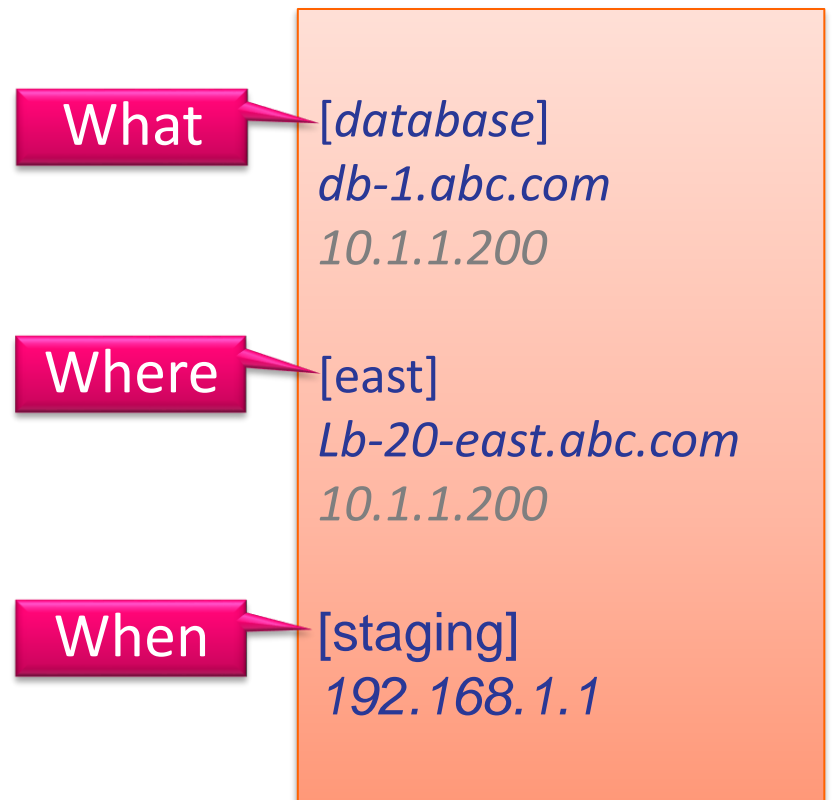 What
[database]
db-1.abc.com
10.1.1.200
Where
[east]
Lb-20-east.abc.com
10.1.1.200
When
[staging]
192.168.1.1